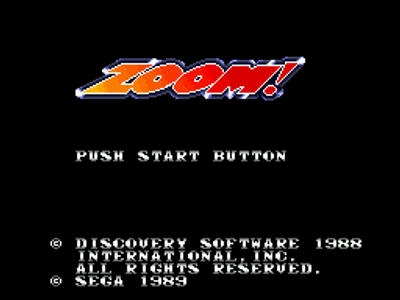 ZOOM!
PUSH START BUTTON
© DISCOVERY SOFTWARE 1988
INTERNATIONAL,INC.
ALL RIGHTS RESERVED.
© SEGA 1989